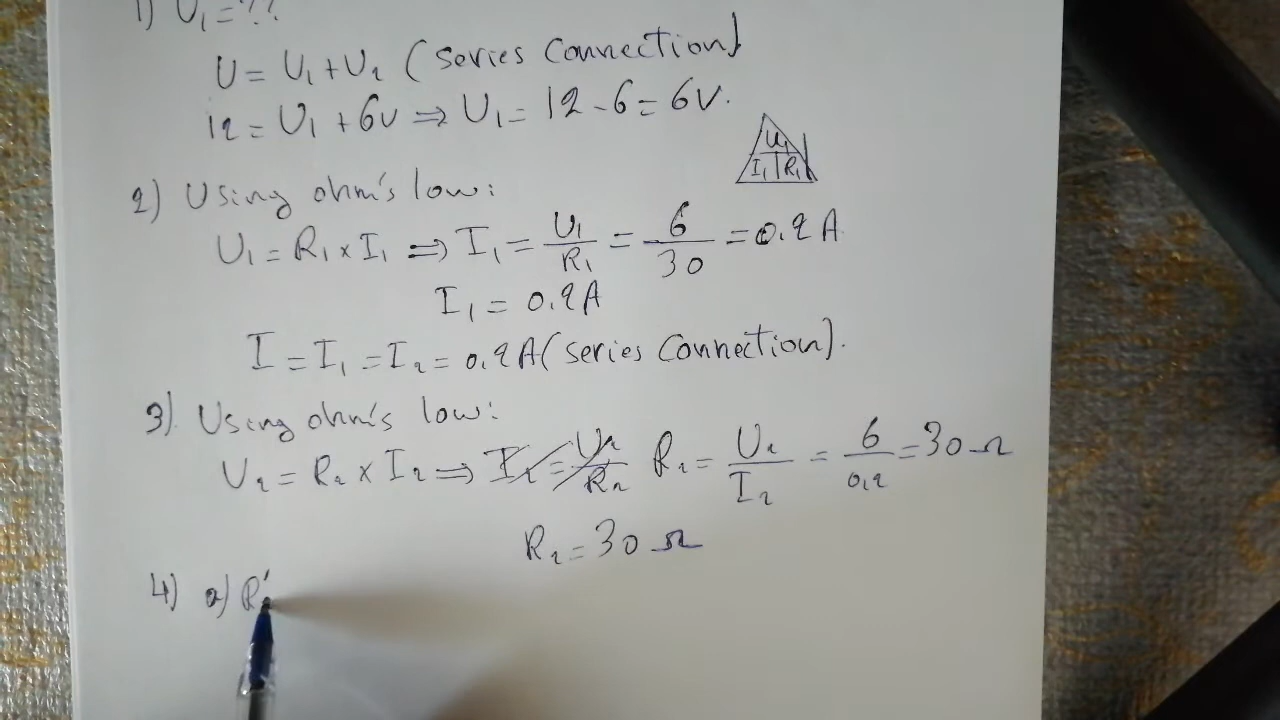 1) U₁ = ??
U = U₁ + U₂ (series connection)
12 = U₁ + 6v ⇒ U₁ = 12 - 6 = 6v.
U₁
I₁ R₁
2) Using ohm's low:
U₁ = R₁ x I₁ ⇒ I₁ = U₁/R₁ = 6/30 = 0.2 A
I₁ = 0.2 A
I = I₁ = I₂ = 0.2 A (series connection).
3) Using ohm's low:
U₂ = R₂ x I₂ ⇒ I₂ = U₂/R₂ R₂ = U₂/I₂ = 6/0.2 = 30 Ω
R₂ = 30 Ω
4) a) R'